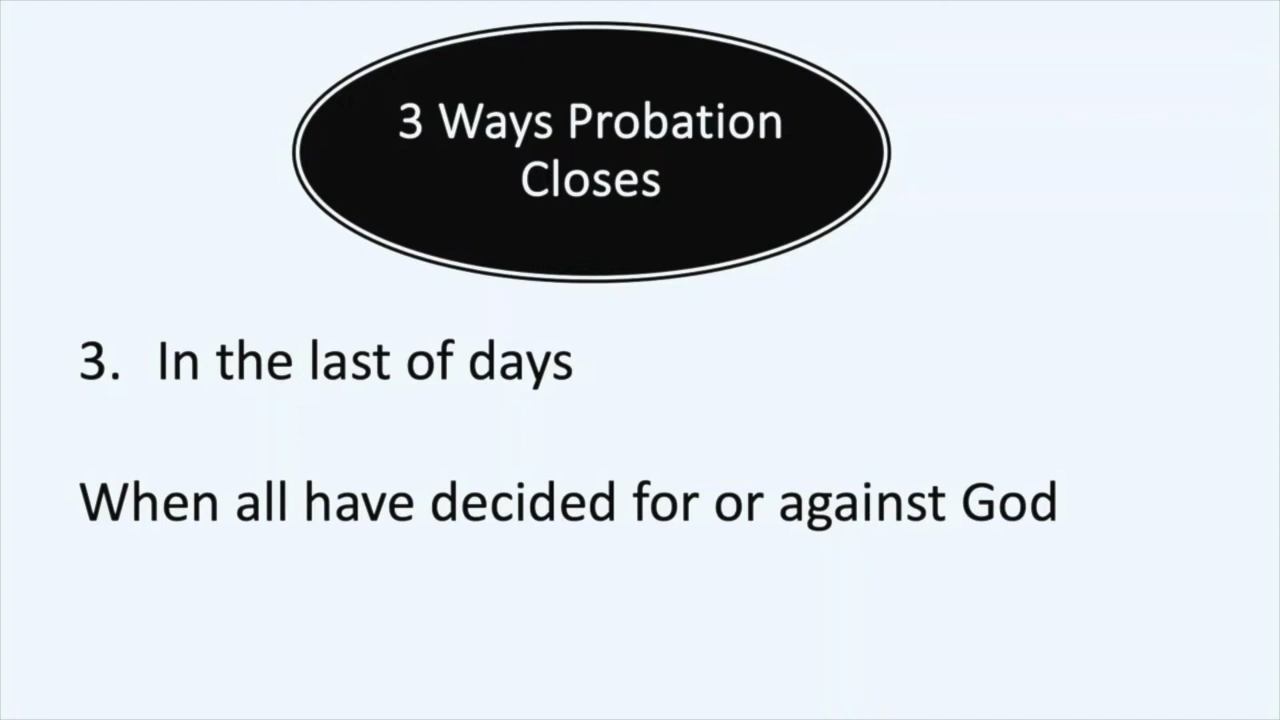 3 Ways Probation
Closes
3. In the last of days
When all have decided for or against God